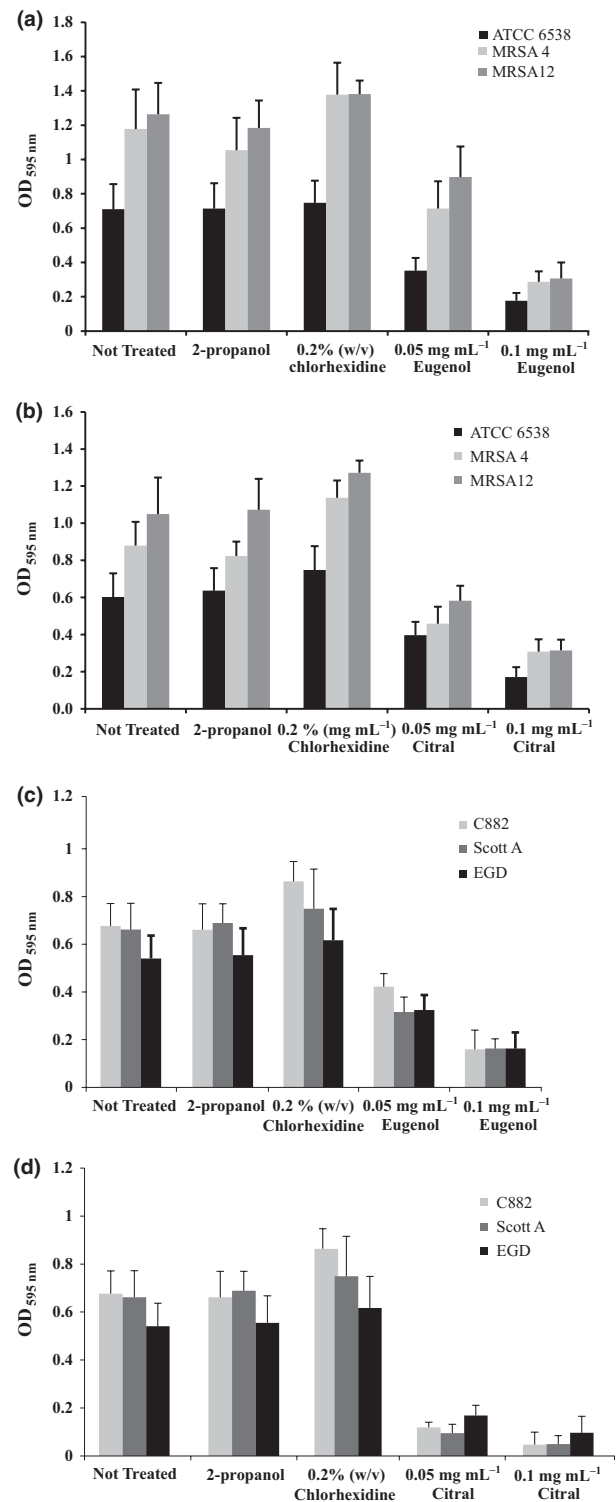 (a)
ATCC 6538
MRSA 4
MRSA12
OD595 nm
1.8
1.6
1.4
1.2
1
0.8
0.6
0.4
0.2
0
Not Treated 2-propanol 0.2% (w/v) 0.05 mg mL−1 0.1 mg mL−1
chlorhexidine Eugenol Eugenol
(b)
ATCC 6538
MRSA 4
MRSA12
OD595 nm
1.6
1.4
1.2
1.0
0.8
0.6
0.4
0.2
0.0
Not Treated 2-propanol 0.2 % (mg mL−1) 0.05 mg mL−1 0.1 mg mL−1
Chlorhexidine Citral Citral
(c)
C882
Scott A
EGD
OD595 nm
1.2
1
0.8
0.6
0.4
0.2
0
Not Treated 2-propanol 0.2 % (w/v) 0.05 mg mL−1 0.1 mg mL−1
Chlorhexidine Eugenol Eugenol
(d)
C882
Scott A
EGD
OD595 nm
1.2
1
0.8
0.6
0.4
0.2
0
Not Treated 2-propanol 0.2% (w/v) 0.05 mg mL−1 0.1 mg mL−1
Chlorhexidine Citral Citral